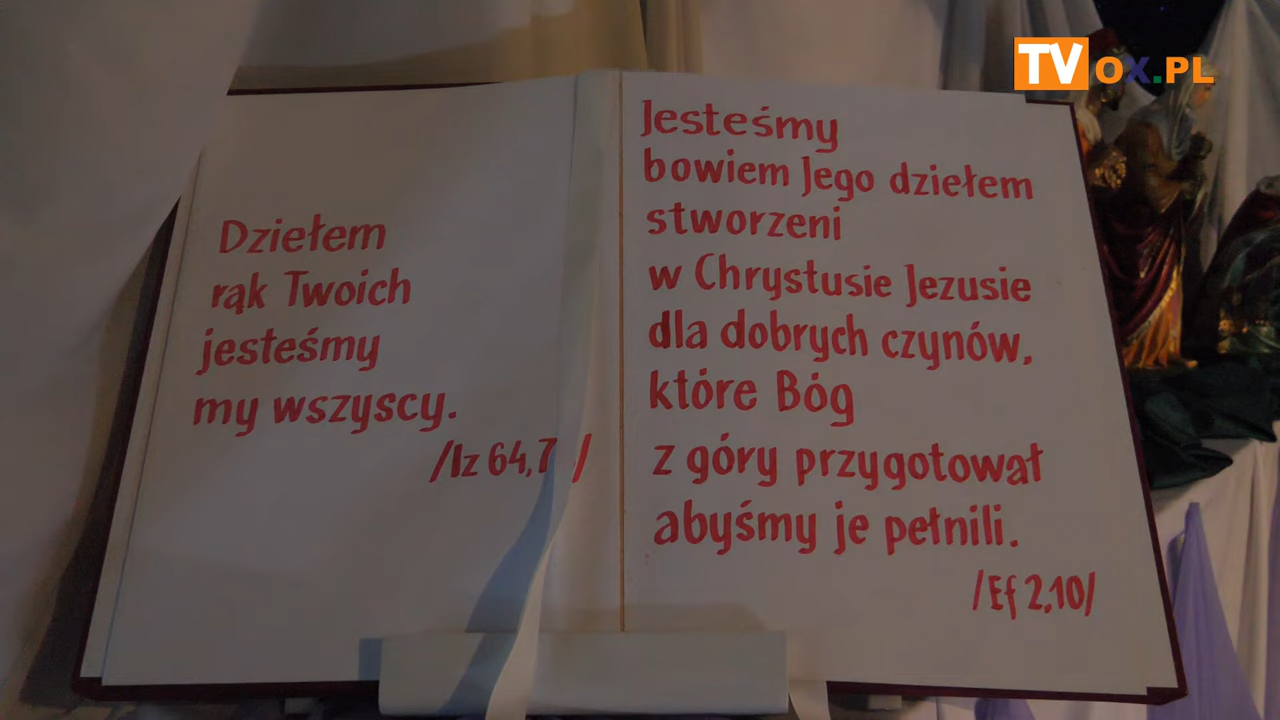 TVOX.PL
Dziełem
rąk Twoich
jesteśmy
my wszyscy.
/Iz 64,7 /
Jesteśmy
bowiem Jego dziełem
stworzeni
w Chrystusie Jezusie
dla dobrych czynów,
które Bóg
z góry przygotował
abyśmy je pełnili.
/Ef 2,10/